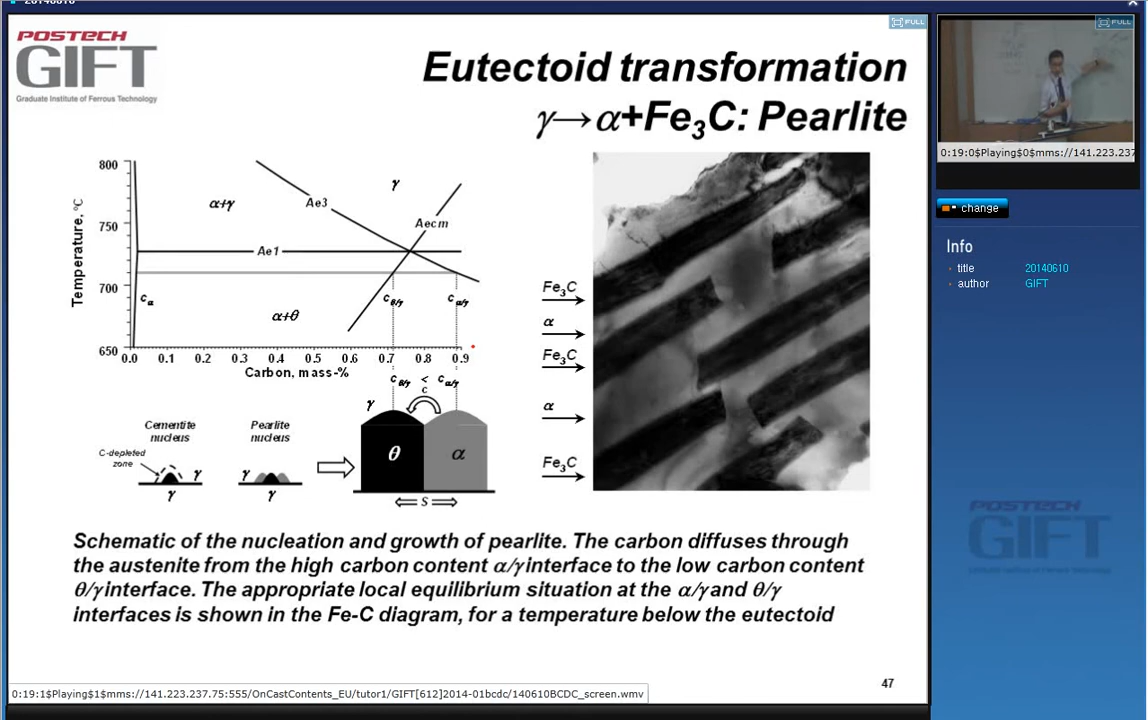 20140610
POSTECH
GIFT
Graduate Institute of Ferrous Technology
Eutectoid transformation
γ→α+Fe3C: Pearlite
800
750
700
650
Temperature, °C
α+γ
Ae3
γ
Aecm
Ae1
cα
cθ/γ
cα/γ
α+θ
0.0 0.1 0.2 0.3 0.4 0.5 0.6 0.7 0.8 0.9
Carbon, mass-%
cθ/γ < cα/γ
c
γ
θ
α
S
Cementite
nucleus
C-depleted
zone
γ
γ
Pearlite
nucleus
γ
γ
Fe3C
α
Fe3C
α
Fe3C
Schematic of the nucleation and growth of pearlite. The carbon diffuses through
the austenite from the high carbon content α/γ interface to the low carbon content
θ/γ interface. The appropriate local equilibrium situation at the α/γ and θ/γ
interfaces is shown in the Fe-C diagram, for a temperature below the eutectoid
47
0:19:1$Playing$1$mms://141.223.237.75:555/OnCastContents_EU/tutor1/GIFT[612]2014-01bcdc/140610BCDC_screen.wmv
FULL
FULL
0:19:0$Playing$0$mms://141.223.237
change
Info
title 20140610
author GIFT
POSTECH
GIFT